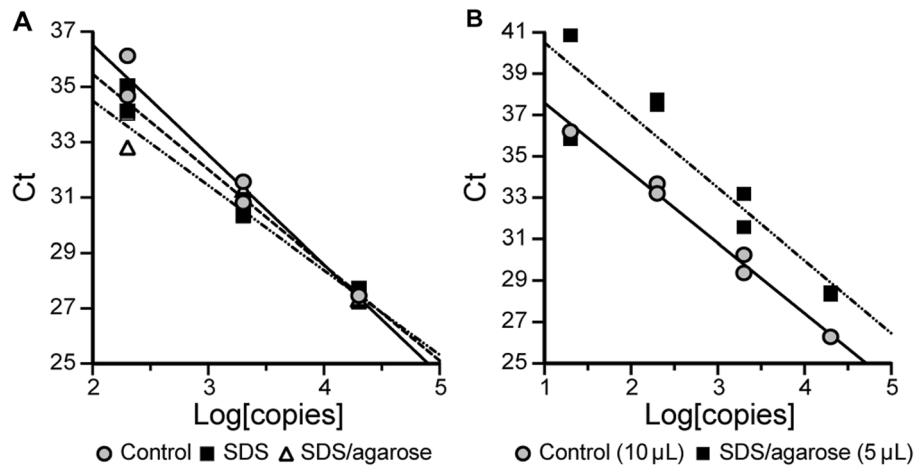 A
37
35
33
31
29
27
25
Ct
2 3 4 5
Log[copies]
Control SDS SDS/agarose
B
41
39
37
35
33
31
29
27
25
Ct
1 2 3 4 5
Log[copies]
Control (10 µL) SDS/agarose (5 µL)